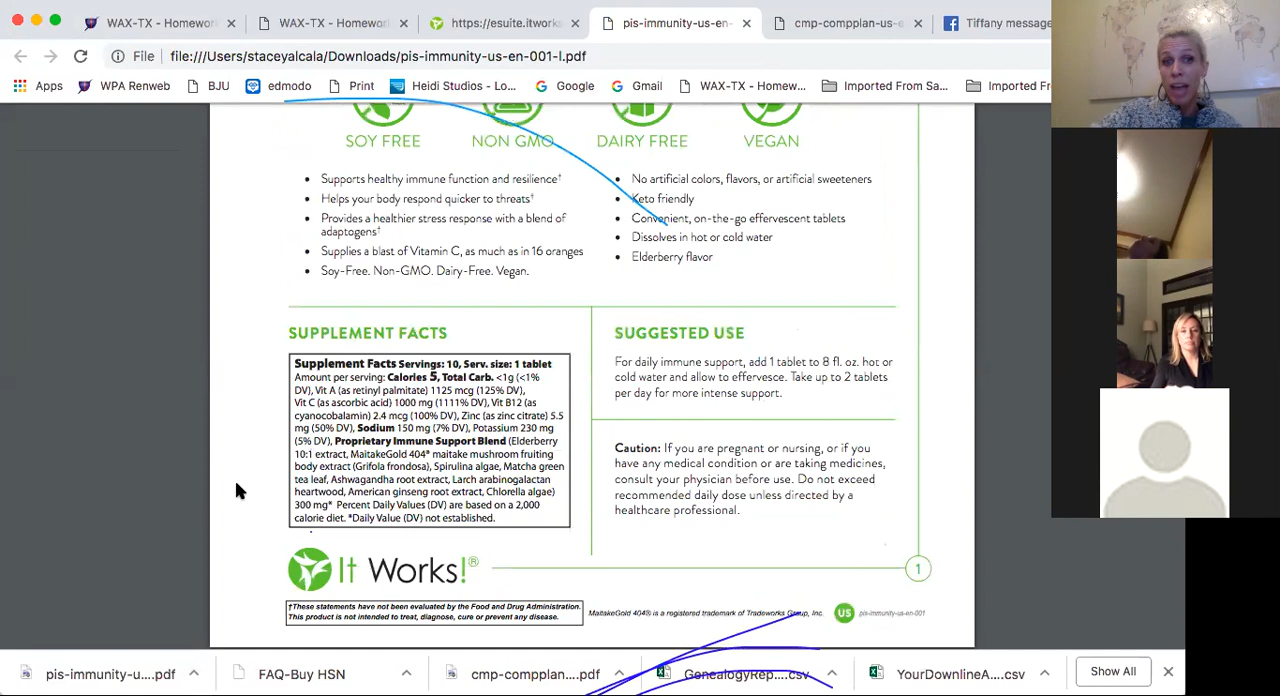 WAX-TX - Homework
WAX-TX - Homework
https://esuite.itworks
pis-immunity-us-en-
cmp-compplan-us-e
Tiffany message
File
file:///Users/staceyalcala/Downloads/pis-immunity-us-en-001-l.pdf
Apps
WPA Renweb
BJU
edmodo
Print
Heidi Studios - Lo...
Google
Gmail
WAX-TX - Homew...
Imported From Sa...
Imported Fr
SOY FREE
NON GMO
DAIRY FREE
VEGAN
• Supports healthy immune function and resilience†
• Helps your body respond quicker to threats†
• Provides a healthier stress response with a blend of
adaptogens†
• Supplies a blast of Vitamin C, as much as in 16 oranges
• Soy-Free. Non-GMO. Dairy-Free. Vegan.
• No artificial colors, flavors, or artificial sweeteners
• Keto friendly
• Convenient, on-the-go effervescent tablets
• Dissolves in hot or cold water
• Elderberry flavor
SUPPLEMENT FACTS
Supplement Facts Servings: 10, Serv. size: 1 tablet
Amount per serving: Calories 5, Total Carb. <1g (<1%
DV), Vit A (as retinyl palmitate) 1125 mcg (125% DV),
Vit C (as ascorbic acid) 1000 mg (1111% DV), Vit B12 (as
cyanocobalamin) 2.4 mcg (100% DV), Zinc (as zinc citrate) 5.5
mg (50% DV), Sodium 150 mg (7% DV), Potassium 230 mg
(5% DV), Proprietary Immune Support Blend (Elderberry
10:1 extract, MaitakeGold 404® maitake mushroom fruiting
body extract (Grifola frondosa), Spirulina algae, Matcha green
tea leaf, Ashwagandha root extract, Larch arabinogalactan
heartwood, American ginseng root extract, Chlorella algae)
300 mg* Percent Daily Values (DV) are based on a 2,000
calorie diet. *Daily Value (DV) not established.
SUGGESTED USE
For daily immune support, add 1 tablet to 8 fl. oz. hot or
cold water and allow to effervesce. Take up to 2 tablets
per day for more intense support.
Caution: If you are pregnant or nursing, or if you
have any medical condition or are taking medicines,
consult your physician before use. Do not exceed
recommended daily dose unless directed by a
healthcare professional.
It Works!®
1
†These statements have not been evaluated by the Food and Drug Administration.
This product is not intended to treat, diagnose, cure or prevent any disease.
MaitakeGold 404® is a registered trademark of Tradeworks Group, Inc.
US
pis-immunity-us-en-001
pis-immunity-u....pdf
FAQ-Buy HSN
cmp-compplan....pdf
GenealogyRep....csv
YourDownlineA....csv
Show All